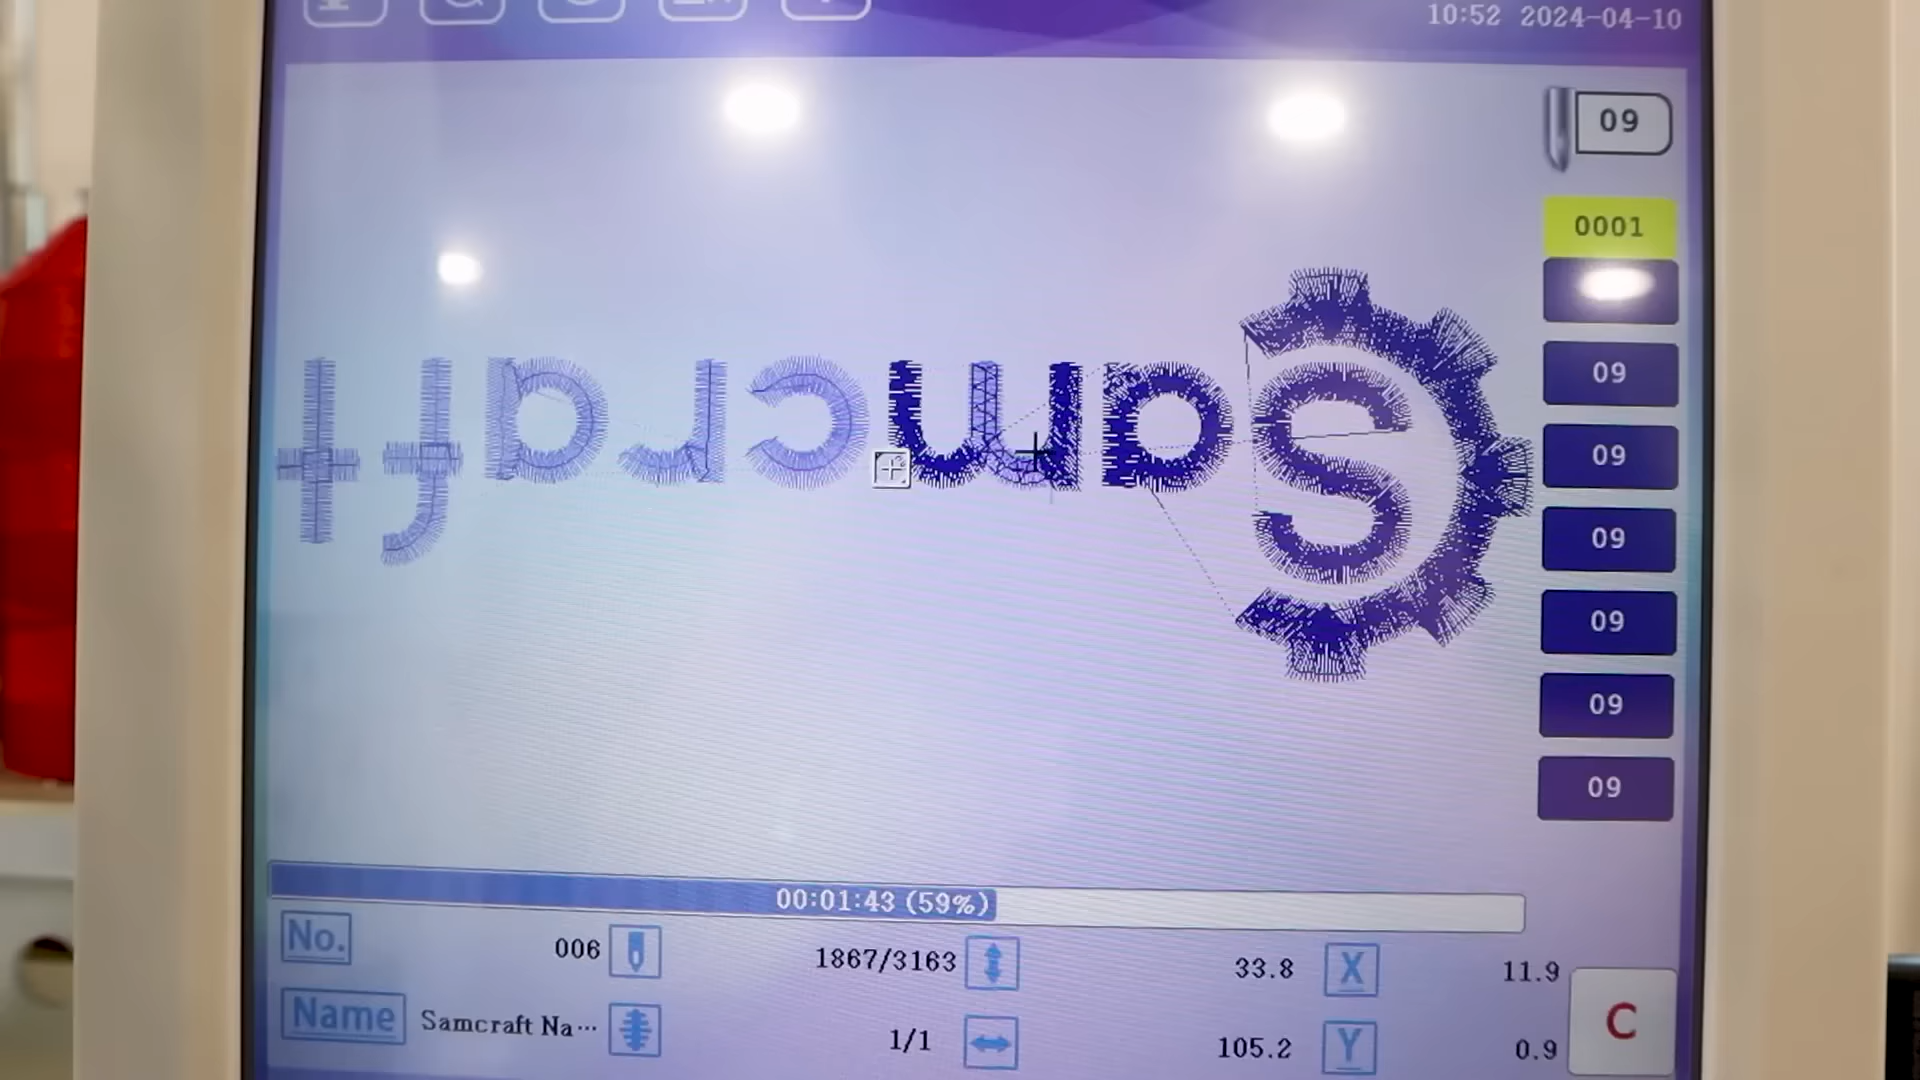 10:52 2024-04-10
09
0001
Samcraft
S
09
09
09
09
09
09
00:01:43 (59%)
No. 006 1867/3163 33.8 X 11.9
Name Samcraft Na··· 1/1 105.2 Y 0.9
C